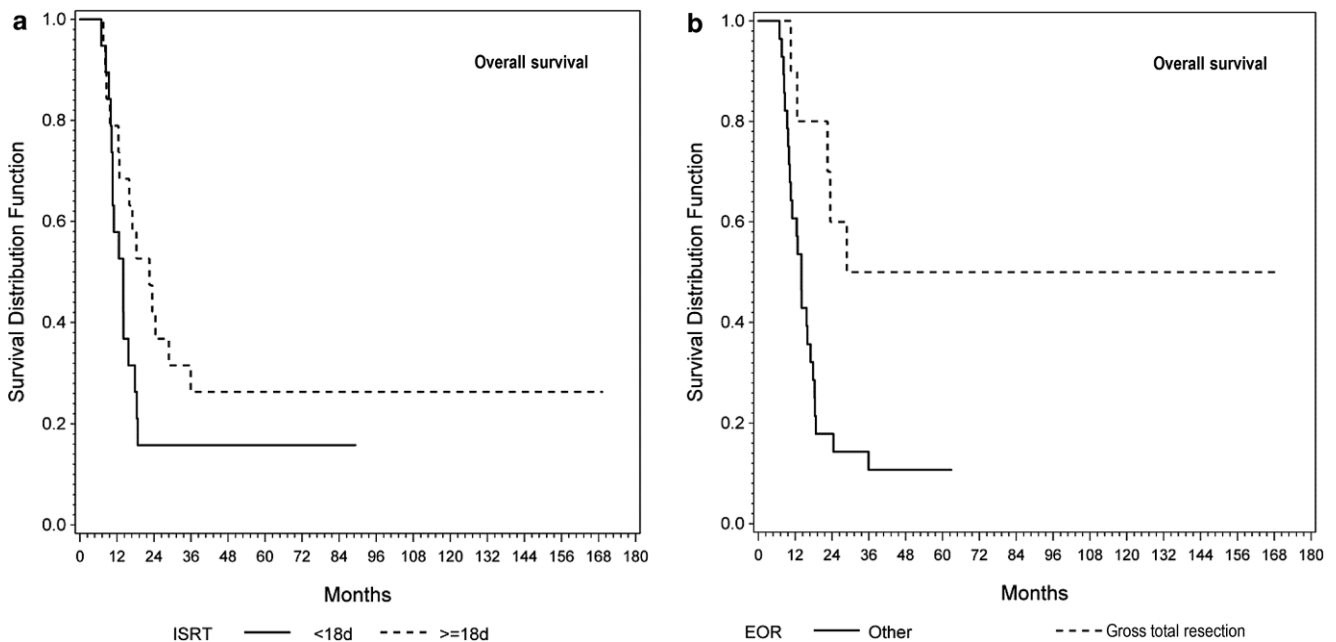 a
Overall survival
1.0
0.8
0.6
0.4
0.2
0.0
Survival Distribution Function
0 12 24 36 48 60 72 84 96 108 120 132 144 156 168 180
Months
ISRT <18d >=18d
b
Overall survival
1.0
0.8
0.6
0.4
0.2
0.0
Survival Distribution Function
0 12 24 36 48 60 72 84 96 108 120 132 144 156 168 180
Months
EOR Other Gross total resection